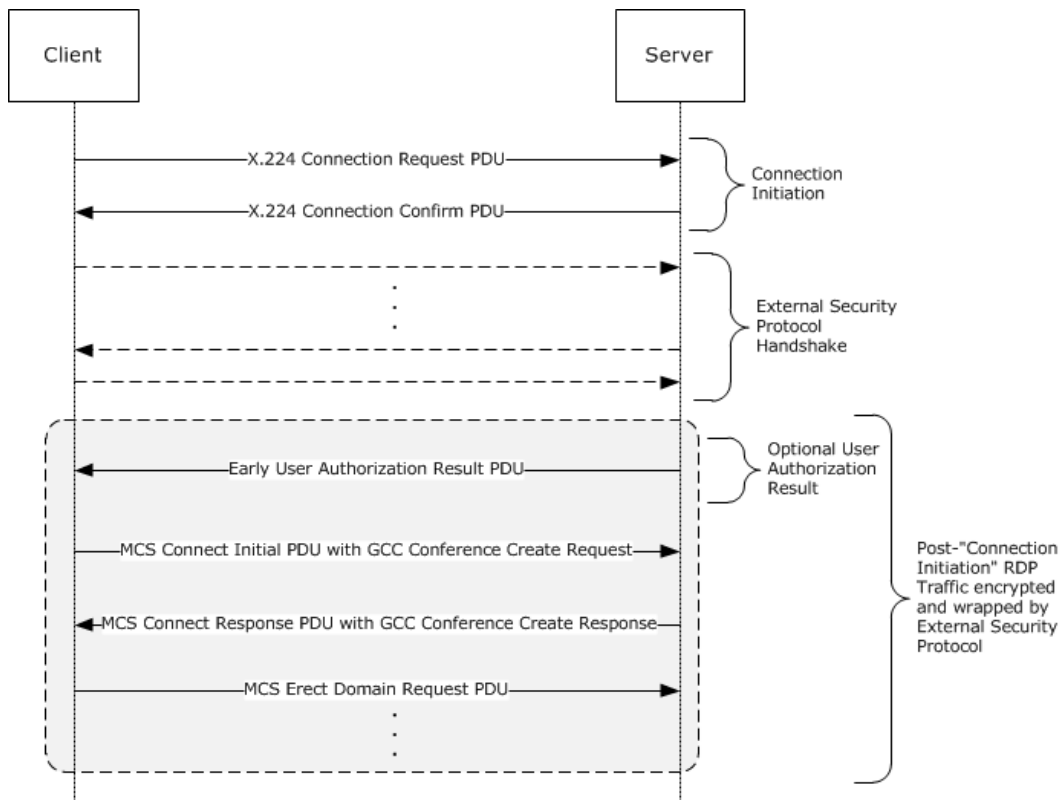 Client
Server
X.224 Connection Request PDU
X.224 Connection Confirm PDU
Connection
Initiation
External Security
Protocol
Handshake
Early User Authorization Result PDU
Optional User
Authorization
Result
MCS Connect Initial PDU with GCC Conference Create Request
MCS Connect Response PDU with GCC Conference Create Response
MCS Erect Domain Request PDU
Post-"Connection
Initiation" RDP
Traffic encrypted
and wrapped by
External Security
Protocol